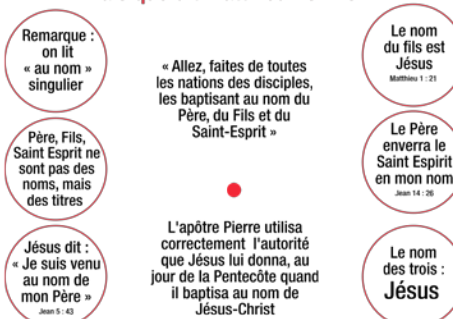 Remarque :
on lit
« au nom »
singulier
Père, Fils,
Saint Esprit ne
sont pas des
noms, mais
des titres
Jésus dit :
« Je suis venu
au nom de
mon Père »
Jean 5 : 43
« Allez, faites de toutes
les nations des disciples,
les baptisant au nom du
Père, du Fils et du
Saint-Esprit »
L'apôtre Pierre utilisa
correctement l'autorité
que Jésus lui donna, au
jour de la Pentecôte quand
il baptisa au nom de
Jésus-Christ
Le nom
du fils est
Jésus
Matthieu 1 : 21
Le Père
enverra le
Saint Espirit
en mon nom
Jean 14 : 26
Le nom
des trois :
Jésus